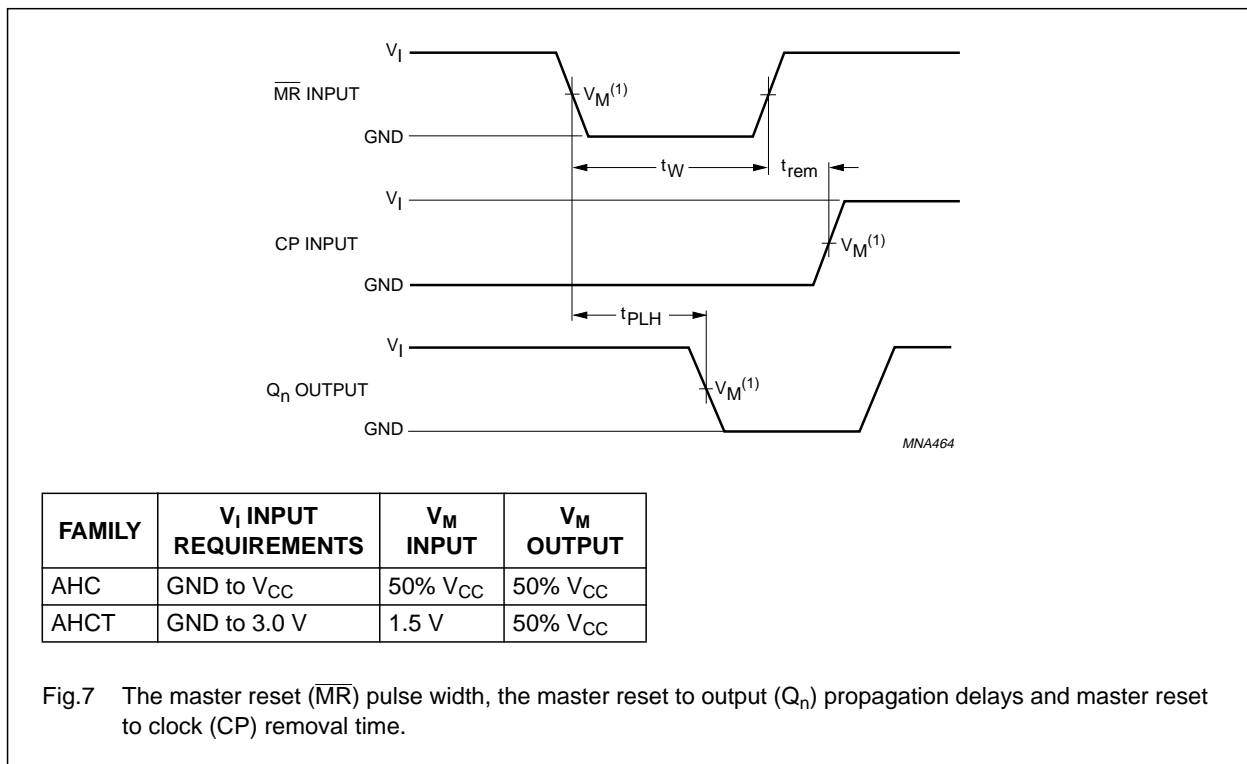 V_I
M̅R̅ INPUT
V_M^(1)
GND
t_W
t_rem
V_I
CP INPUT
V_M^(1)
GND
t_PLH
V_I
Q_n OUTPUT
V_M^(1)
GND
MNA464
FAMILY V_I INPUT REQUIREMENTS V_M INPUT V_M OUTPUT
AHC GND to V_CC 50% V_CC 50% V_CC
AHCT GND to 3.0 V 1.5 V 50% V_CC
Fig.7 The master reset (M̅R̅) pulse width, the master reset to output (Q_n) propagation delays and master reset
to clock (CP) removal time.